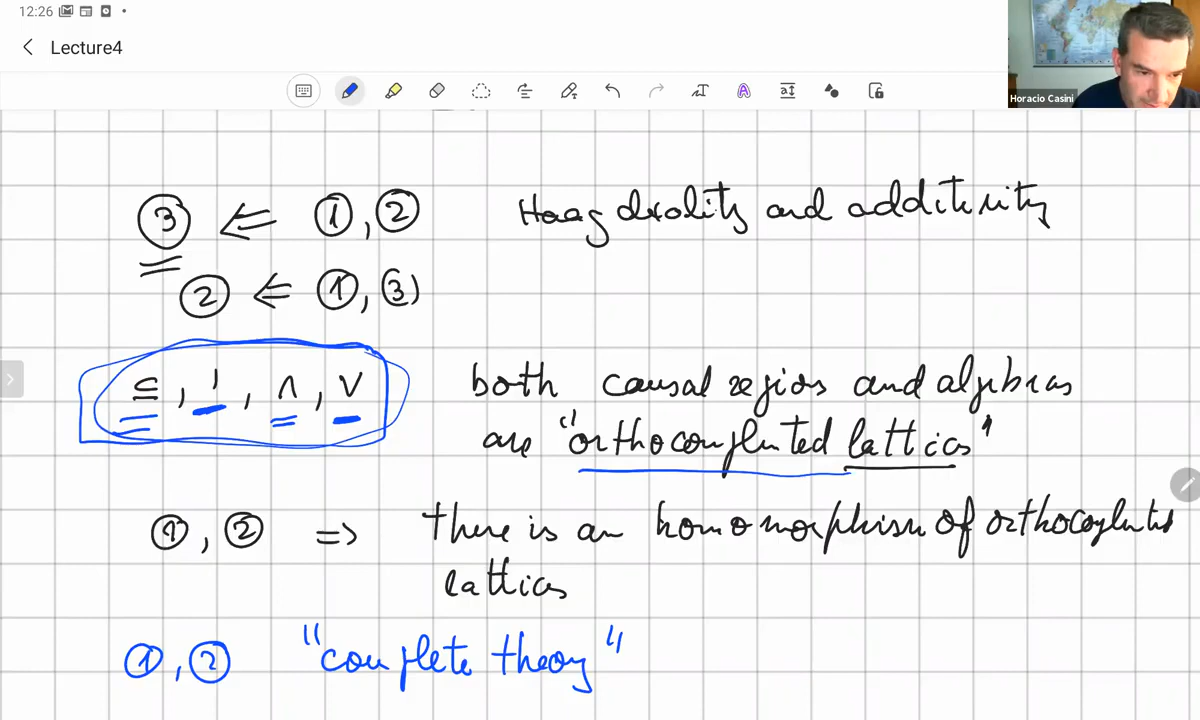 12:26
Lecture4
Horacio Casini
③ ⇐ ①, ② Haag duality and additivity
② ⇐ ①, ③
⊆, ', ∧, ∨ both causal region and algebras
are "orthocomplemented lattices"
①, ② => there is an homomorphism of orthocomplemented
lattices
①, ② "complete theory"